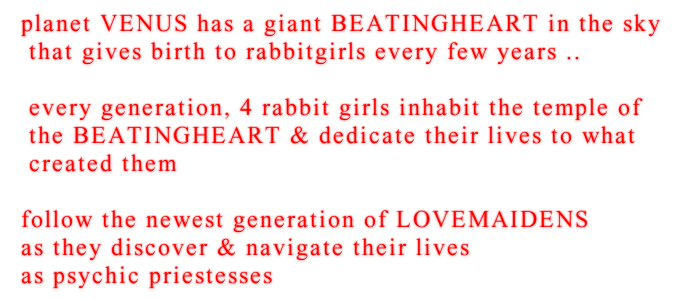 planet VENUS has a giant BEATINGHEART in the sky
that gives birth to rabbitgirls every few years ..
every generation, 4 rabbit girls inhabit the temple of
the BEATINGHEART & dedicate their lives to what
created them
follow the newest generation of LOVEMAIDENS
as they discover & navigate their lives
as psychic priestesses